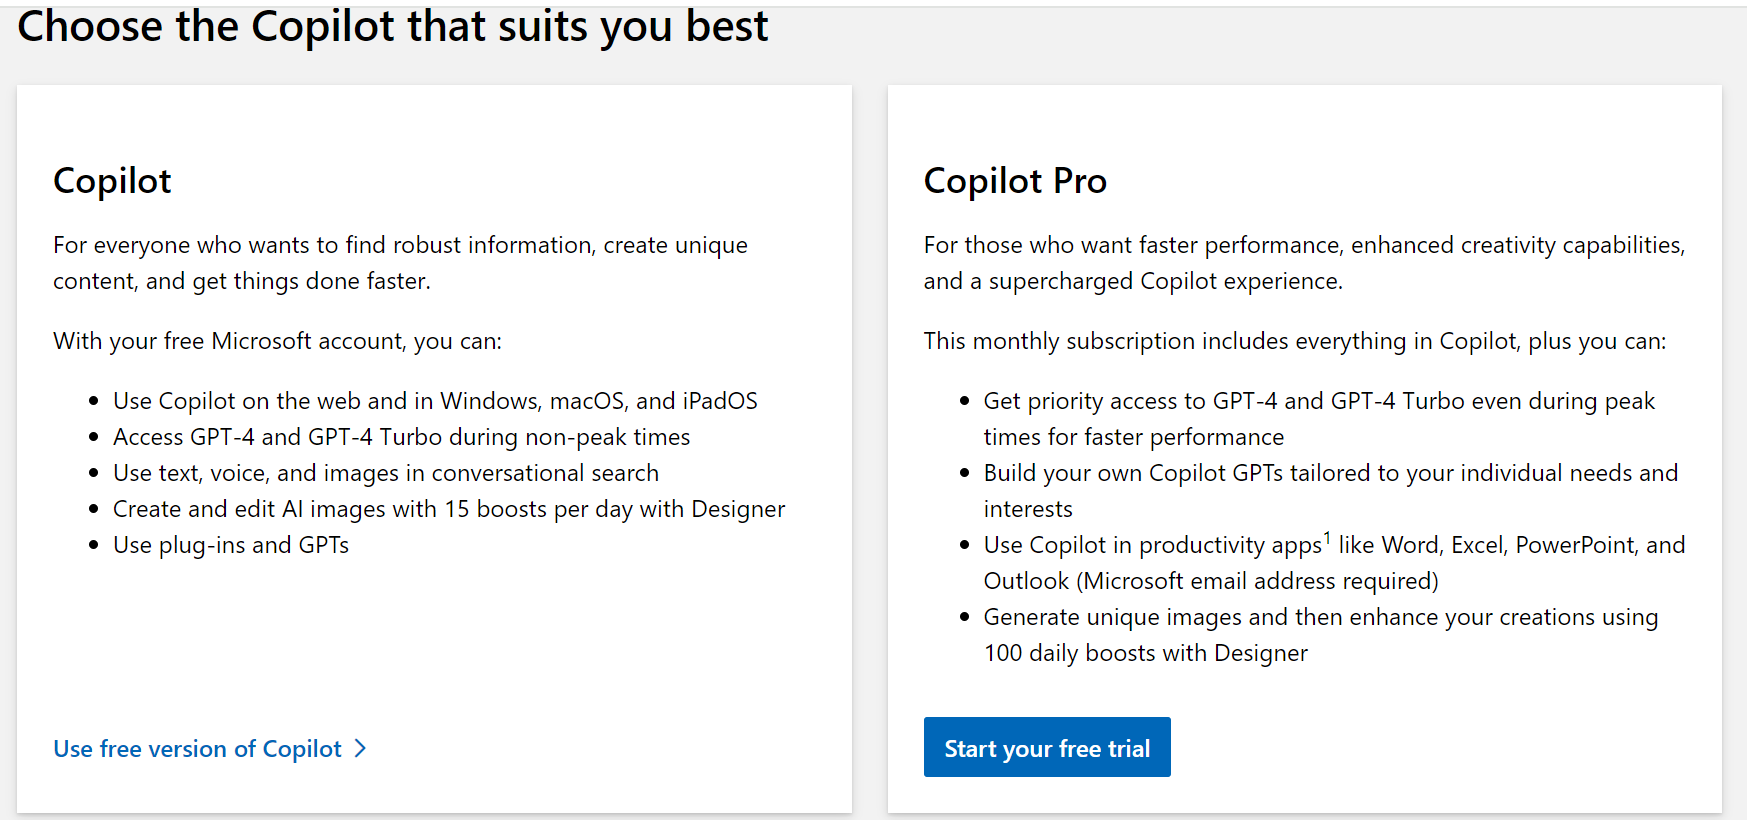 Choose the Copilot that suits you best
Copilot
For everyone who wants to find robust information, create unique
content, and get things done faster.
With your free Microsoft account, you can:
• Use Copilot on the web and in Windows, macOS, and iPadOS
• Access GPT-4 and GPT-4 Turbo during non-peak times
• Use text, voice, and images in conversational search
• Create and edit AI images with 15 boosts per day with Designer
• Use plug-ins and GPTs
Use free version of Copilot >
Copilot Pro
For those who want faster performance, enhanced creativity capabilities,
and a supercharged Copilot experience.
This monthly subscription includes everything in Copilot, plus you can:
• Get priority access to GPT-4 and GPT-4 Turbo even during peak
times for faster performance
• Build your own Copilot GPTs tailored to your individual needs and
interests
• Use Copilot in productivity apps¹ like Word, Excel, PowerPoint, and
Outlook (Microsoft email address required)
• Generate unique images and then enhance your creations using
100 daily boosts with Designer
Start your free trial